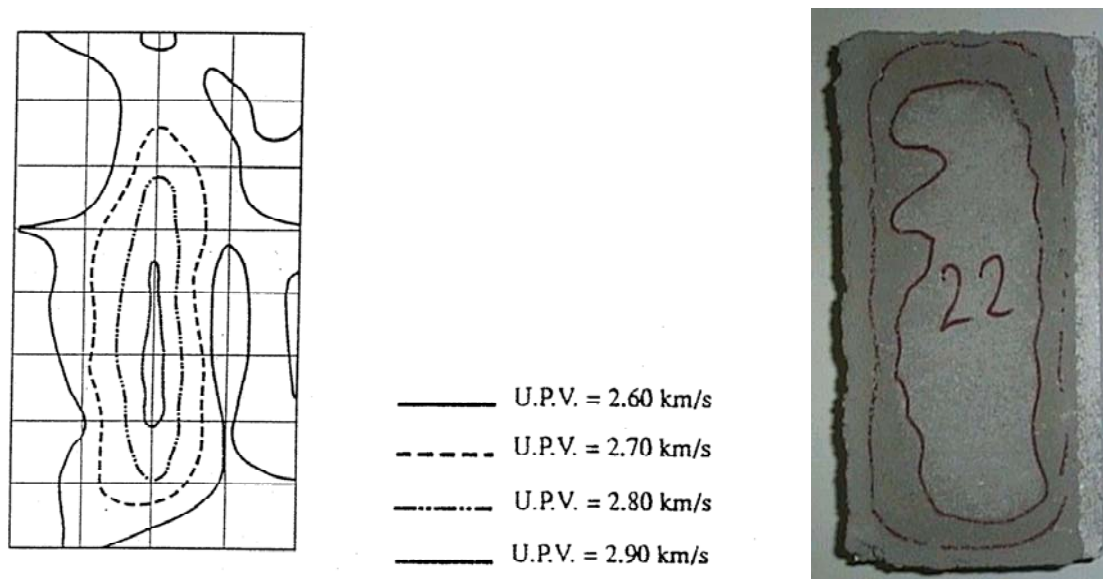 U.P.V. = 2.60 km/s
U.P.V. = 2.70 km/s
U.P.V. = 2.80 km/s
U.P.V. = 2.90 km/s
22